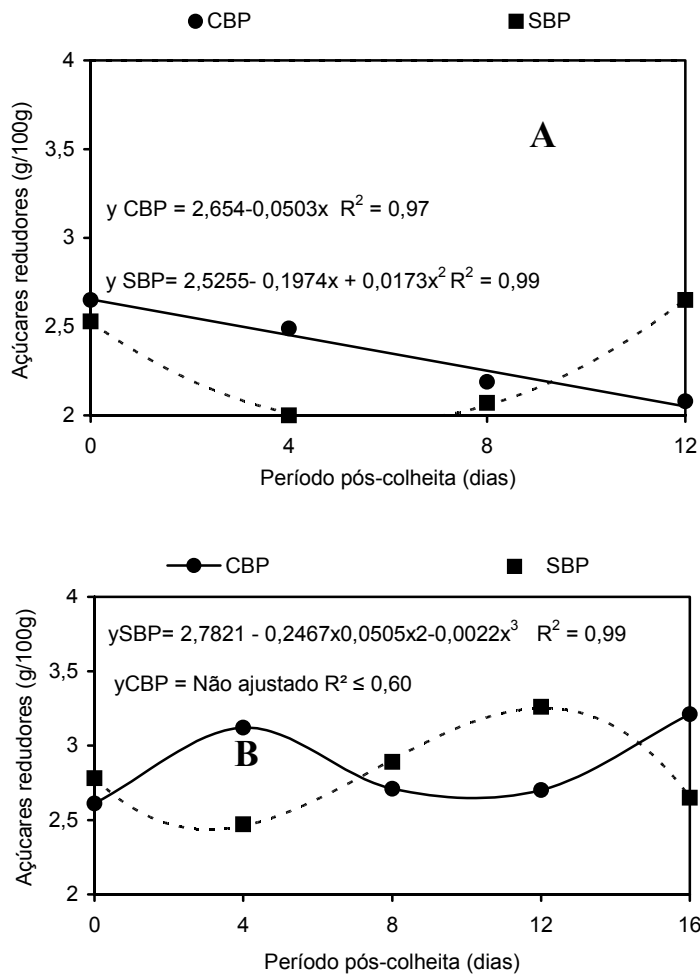 CBP SBP
4
3,5
3
2,5
2
A
y CBP = 2,654-0,0503x R² = 0,97
y SBP= 2,5255- 0,1974x + 0,0173x² R² = 0,99
0 4 8 12
Açúcares redudores (g/100g)
Período pós-colheita (dias)
CBP SBP
4
3,5
3
2,5
2
ySBP= 2,7821 - 0,2467x0,0505x2-0,0022x³ R² = 0,99
yCBP = Não ajustado R² ≤ 0,60
B
0 4 8 12 16
Açúcares redudores (g/100g)
Período pós-colheita (dias)